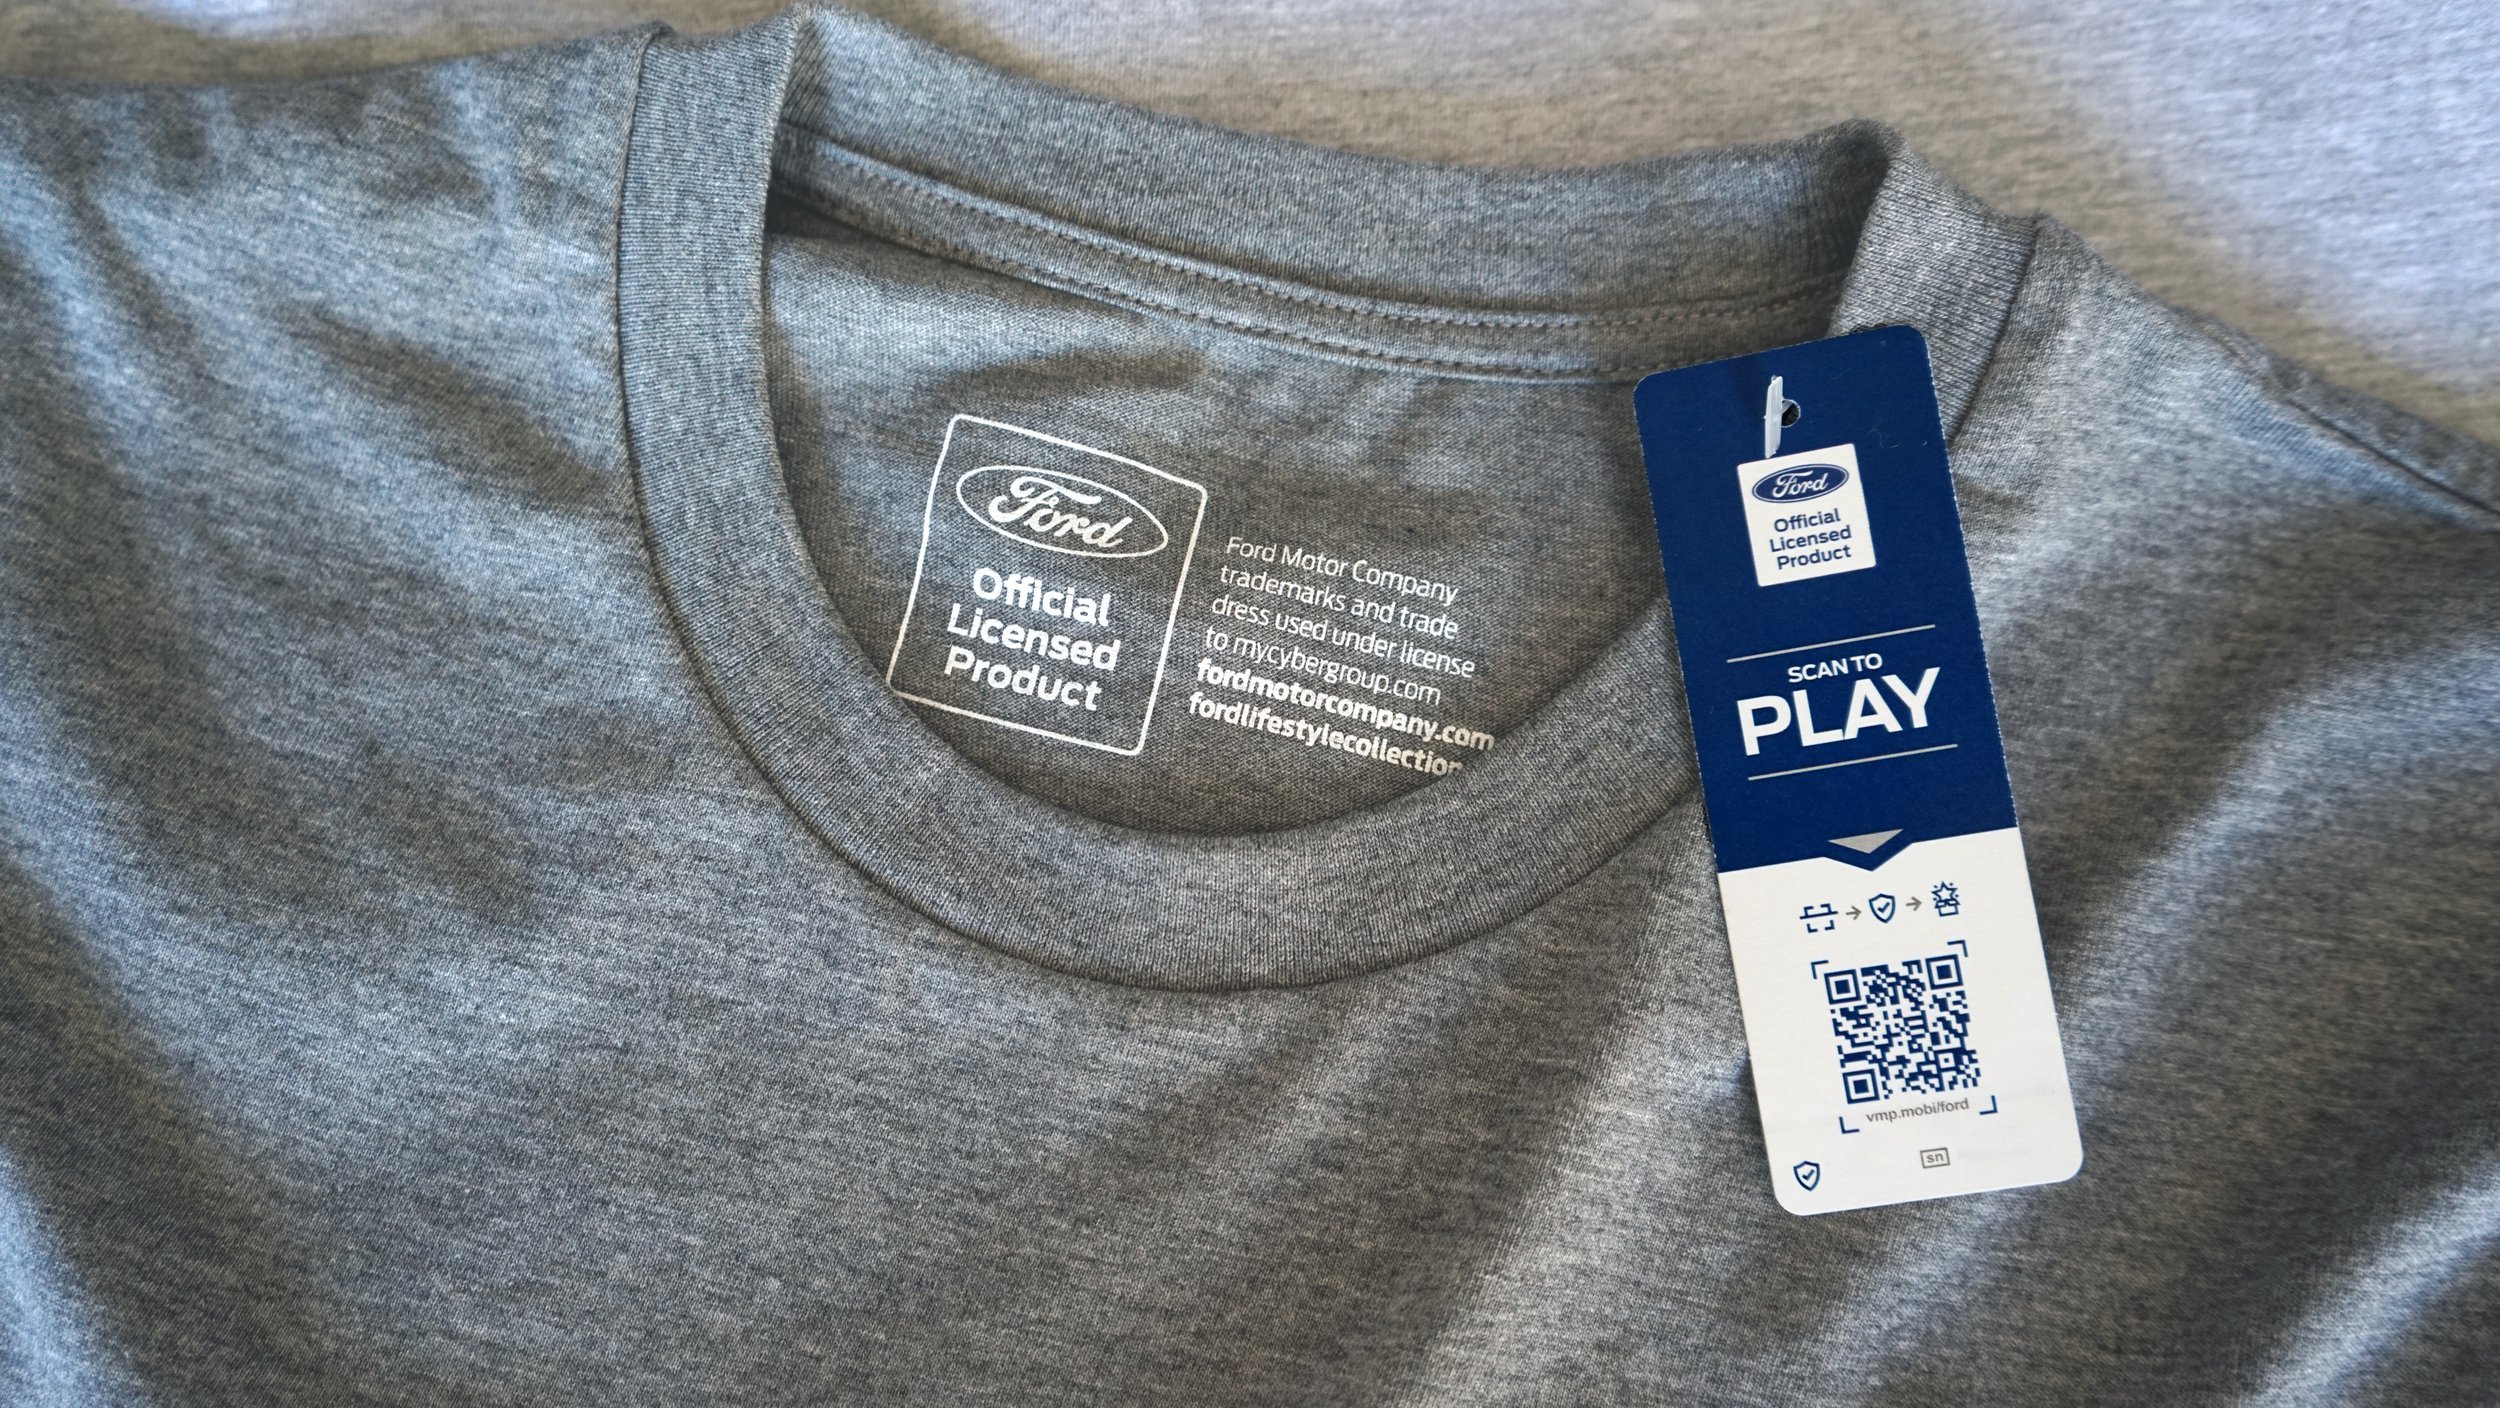 Ford
Official
Licensed
Product
Ford Motor Company
trademarks and trade
dress used under license
to mycybergroup.com
fordmotorcompany.com
fordlifestylecollection
Ford
Official
Licensed
Product
SCAN TO
PLAY
vmp.mobi/ford
sn